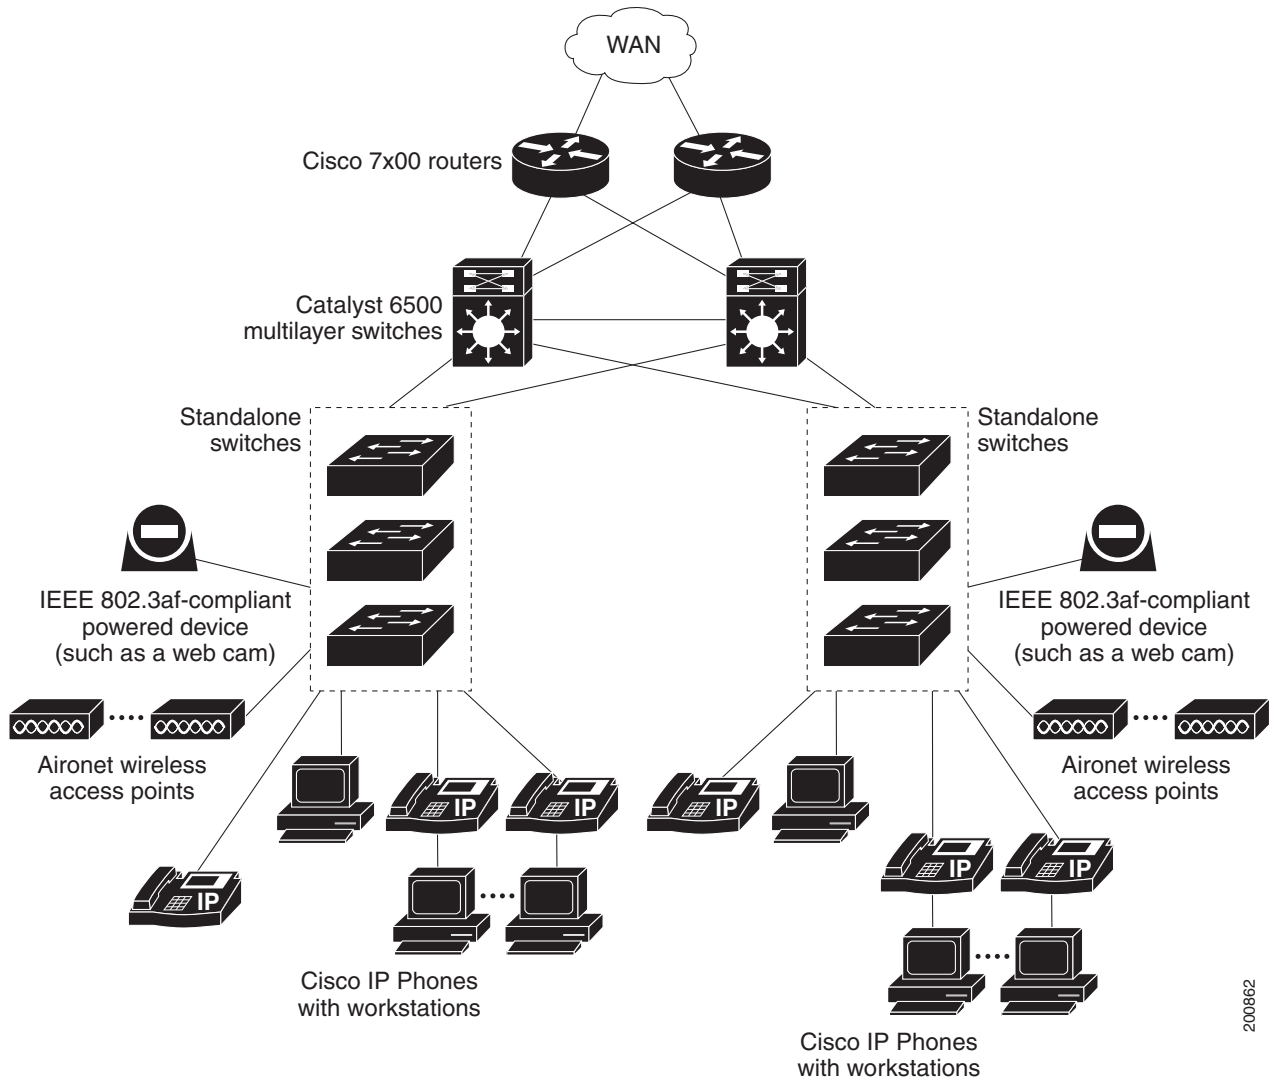 WAN
Cisco 7x00 routers
Catalyst 6500
multilayer switches
Standalone
switches
Standalone
switches
IEEE 802.3af-compliant
powered device
(such as a web cam)
IEEE 802.3af-compliant
powered device
(such as a web cam)
Aironet wireless
access points
Aironet wireless
access points
IP
IP
IP
IP
IP
IP
Cisco IP Phones
with workstations
Cisco IP Phones
with workstations
200862